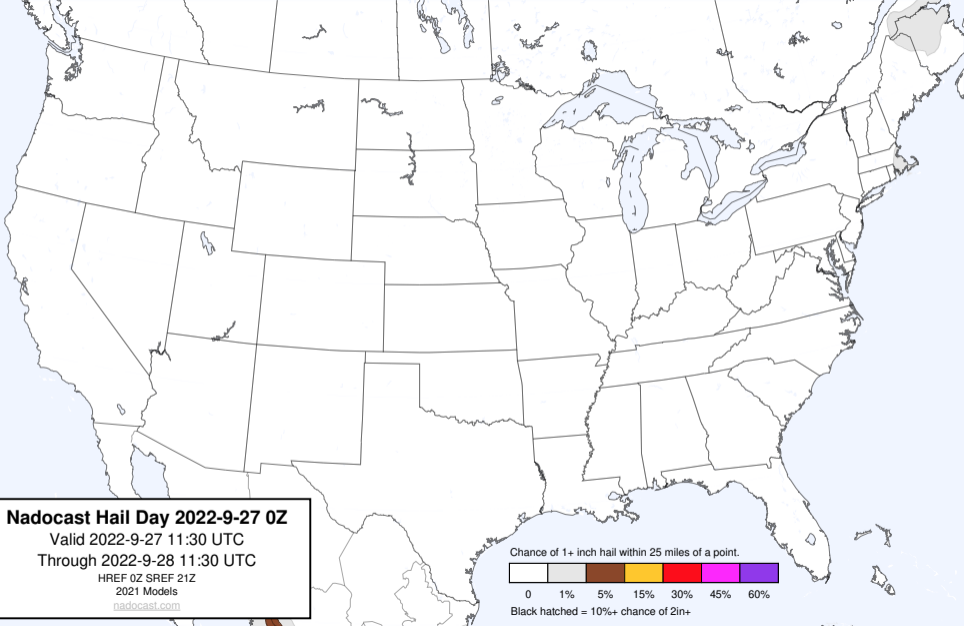 Nadocast Hail Day 2022-9-27 0Z
Valid 2022-9-27 11:30 UTC
Through 2022-9-28 11:30 UTC
HREF 0Z SREF 21Z
2021 Models
nadocast.com
Chance of 1+ inch hail within 25 miles of a point.
0 1% 5% 15% 30% 45% 60%
Black hatched = 10%+ chance of 2in+